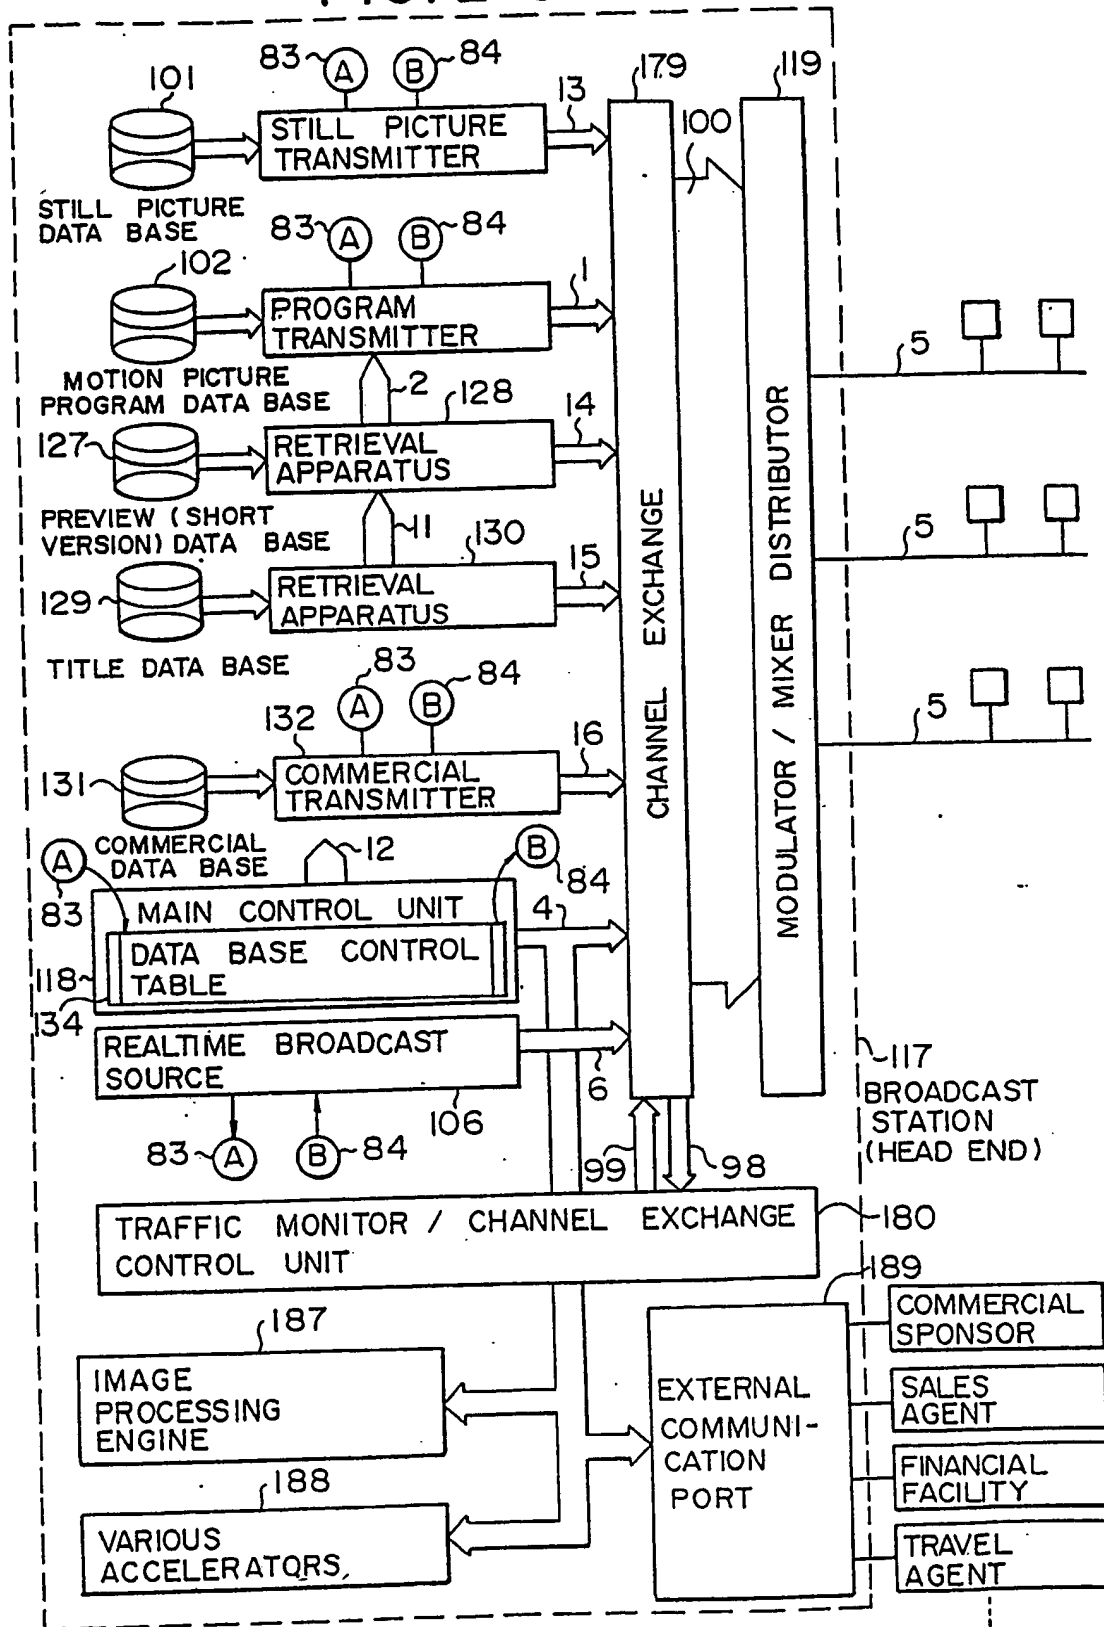 83 A B 84
101 13 179 119
STILL PICTURE
TRANSMITTER
100
STILL PICTURE
DATA BASE
83 A B 84
102 1
PROGRAM
TRANSMITTER
MOTION PICTURE
PROGRAM DATA BASE
2 128 14 5
127
RETRIEVAL
APPARATUS
PREVIEW (SHORT
VERSION) DATA BASE
11 130 15 5
129
RETRIEVAL
APPARATUS
TITLE DATA BASE
CHANNEL EXCHANGE
MODULATOR / MIXER DISTRIBUTOR
83 A B 84
132 16 5
131
COMMERCIAL
TRANSMITTER
COMMERCIAL
DATA BASE
12
A 83
B 84
MAIN CONTROL UNIT
4
DATA BASE CONTROL
TABLE
118
134
REALTIME BROADCAST
SOURCE
6
106
83 A B 84
99 98
117
BROADCAST
STATION
(HEAD END)
TRAFFIC MONITOR / CHANNEL EXCHANGE
CONTROL UNIT
180
189
187
IMAGE
PROCESSING
ENGINE
188
VARIOUS
ACCELERATORS
EXTERNAL
COMMUNI-
CATION
PORT
COMMERCIAL
SPONSOR
SALES
AGENT
FINANCIAL
FACILITY
TRAVEL
AGENT